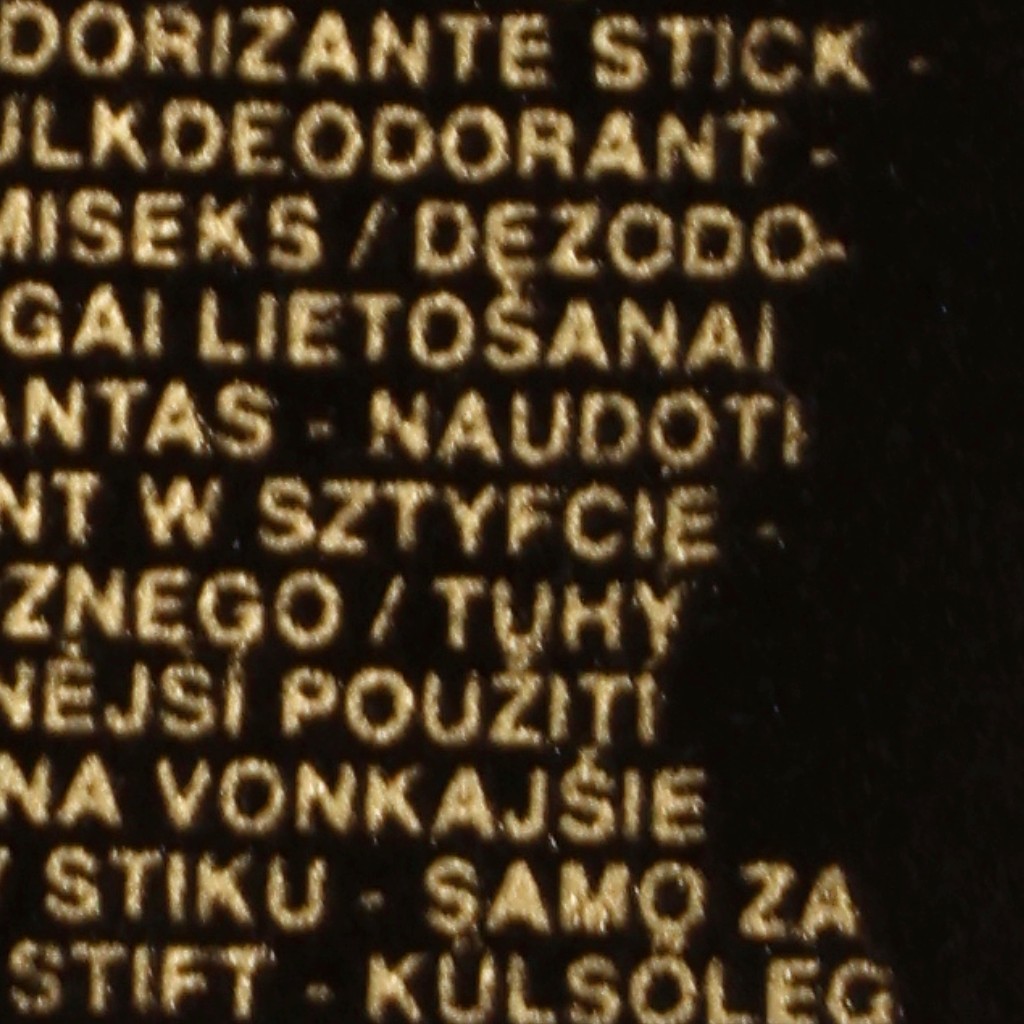 DORIZANTE STICK -
ULKDEODORANT -
MISEKS / DEZODO-
GAI LIETOŠANAI
ANTAS - NAUDOTI
NT W SZTYFCIE -
ZNEGO / TUHÝ
NĚJŠÍ POUŽITÍ
NA VONKAJŠIE
V STIKU - SAMO ZA
STIFT - KÜLSŐLEG